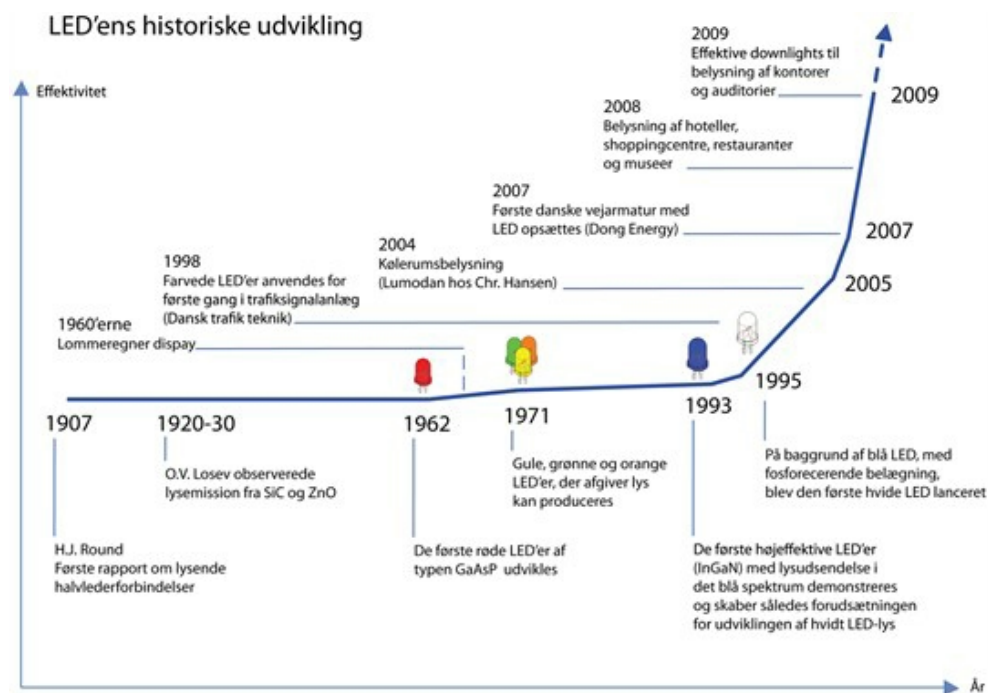 LED'ens historiske udvikling
Effektivitet
2009
Effektive downlights til
belysning af kontorer
og auditorier
2009
2008
Belysning af hoteller,
shoppingcentre, restauranter
og museer
2007
Første danske vejarmatur med
LED opsættes (Dong Energy)
2007
2004
Kølerumsbelysning
(Lumodan hos Chr. Hansen)
2005
1998
Farvede LED'er anvendes for
første gang i trafiksignalanlæg
(Dansk trafik teknik)
1960'erne
Lommeregner dispay
1907
1920-30
1962
1971
1993
1995
O.V. Losev observerede
lysemission fra SiC og ZnO
Gule, grønne og orange
LED'er, der afgiver lys
kan produceres
På baggrund af blå LED, med
fosforecerende belægning,
blev den første hvide LED lanceret
H.J. Round
Første rapport om lysende
halvlederforbindelser
De første røde LED'er af
typen GaAsP udvikles
De første højeffektive LED'er
(InGaN) med lysudsendelse i
det blå spektrum demonstreres
og skaber således forudsætningen
for udviklingen af hvidt LED-lys
År